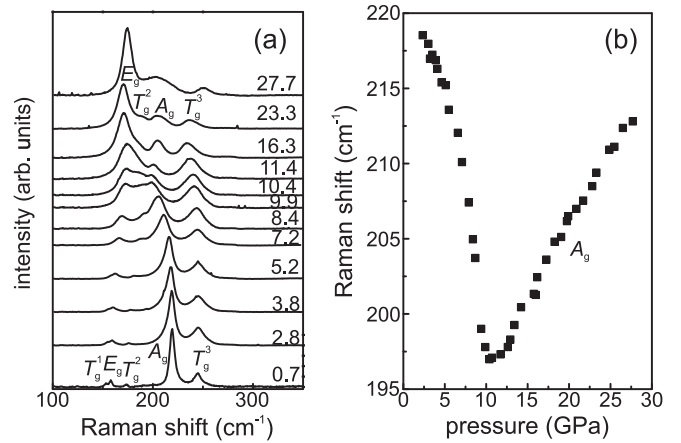 (a)
E_g
27.7
T_g^2 A_g T_g^3
23.3
16.3
11.4
10.4
9.9
8.4
7.2
5.2
3.8
2.8
T_g^1 E_g T_g^2 A_g T_g^3
0.7
100 200 300
Raman shift (cm⁻¹)
intensity (arb. units)
(b)
220
215
210
205
200
195
A_g
0 5 10 15 20 25 30
pressure (GPa)
Raman shift (cm⁻¹)